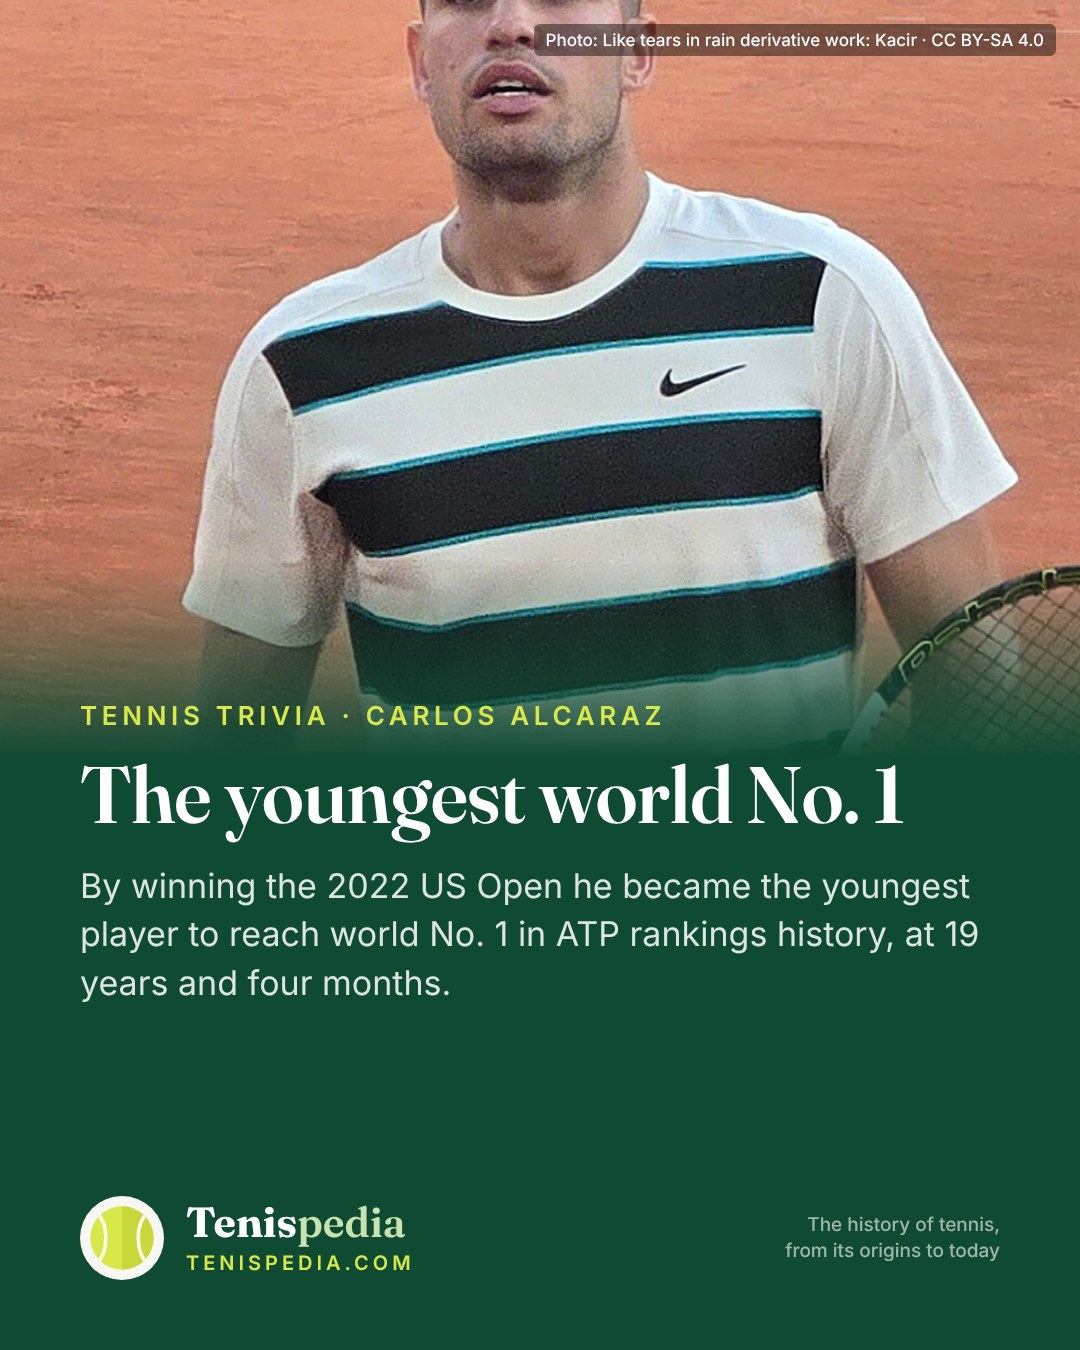 Photo: Like tears in rain derivative work: Kacir · CC BY-SA 4.0
Babolat
TENNIS TRIVIA · CARLOS ALCARAZ
The youngest world No. 1
By winning the 2022 US Open he became the youngest
player to reach world No. 1 in ATP rankings history, at 19
years and four months.
Tenispedia
TENISPEDIA.COM
The history of tennis,
from its origins to today